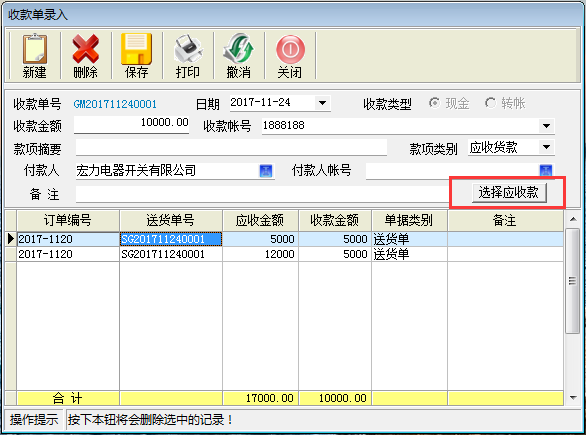 收款单录入
新建 删除 保存 打印 撤消 关闭
收款单号 GM201711240001 日期 2017-11-24 收款类型 现金 转帐
收款金额 10000.00 收款帐号 1888188
款项摘要 款项类别 应收货款
付款人 宏力电器开关有限公司 付款人帐号
备 注 选择应收款
订单编号 送货单号 应收金额 收款金额 单据类别 备注
2017-1120 SG201711240001 5000 5000 送货单
2017-1120 SG201711240001 12000 5000 送货单
合 计 17000.00 10000.00
操作提示 按下本钮将会删除选中的记录！